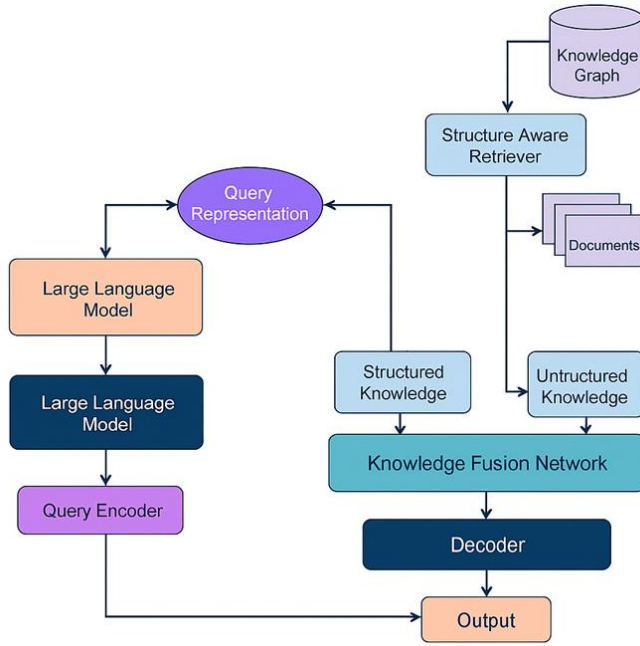 Knowledge
Graph
Structure Aware
Retriever
Query
Representation
Documents
Large Language
Model
Structured
Knowledge
Untructured
Knowledge
Large Language
Model
Knowledge Fusion Network
Query Encoder
Decoder
Output